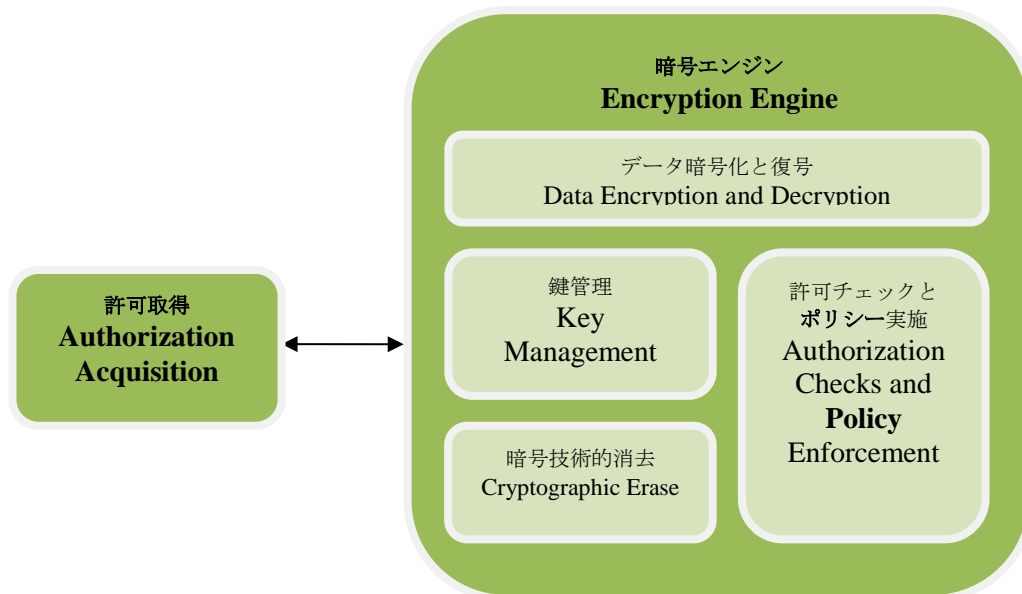 暗号エンジン
Encryption Engine
データ暗号化と復号
Data Encryption and Decryption
許可取得
Authorization
Acquisition
鍵管理
Key
Management
許可チェックと
ポリシー実施
Authorization
Checks and
Policy
Enforcement
暗号技術的消去
Cryptographic Erase